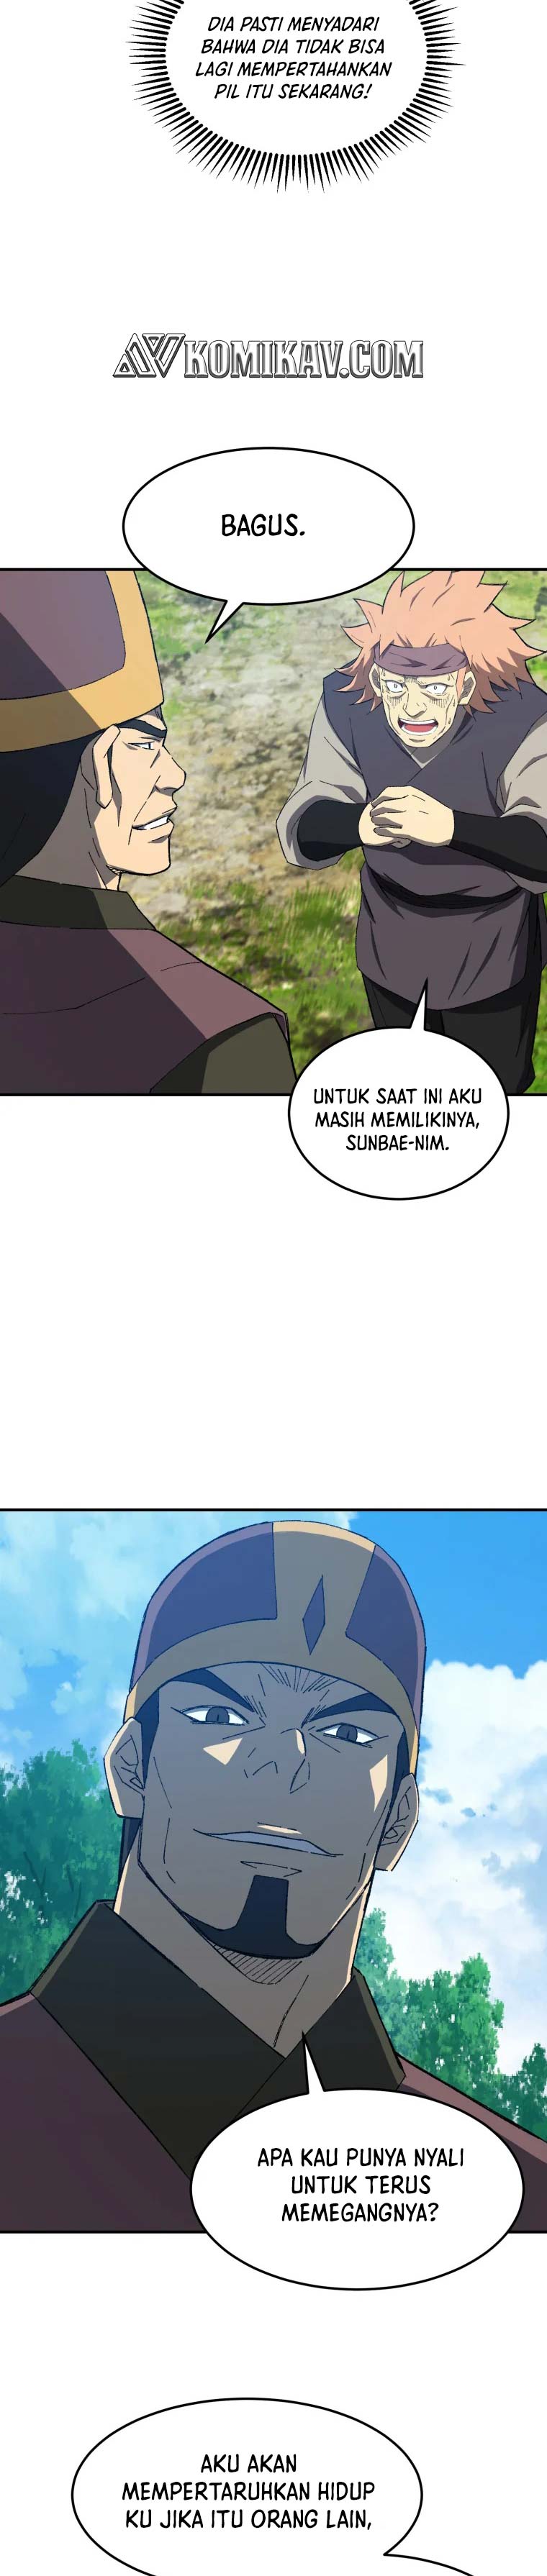 DIA PASTI MENYADARI
BAHWA DIA TIDAK BISA
LAGI MEMPERTAHANKAN
PIL ITU SEKARANG!
KOMIKAV.COM
BAGUS.
UNTUK SAAT INI AKU
MASIH MEMILIKINYA,
SUNBAE-NIM.
APA KAU PUNYA NYALI
UNTUK TERUS
MEMEGANGNYA?
AKU AKAN
MEMPERTARUHKAN HIDUP
KU JIKA ITU ORANG LAIN,